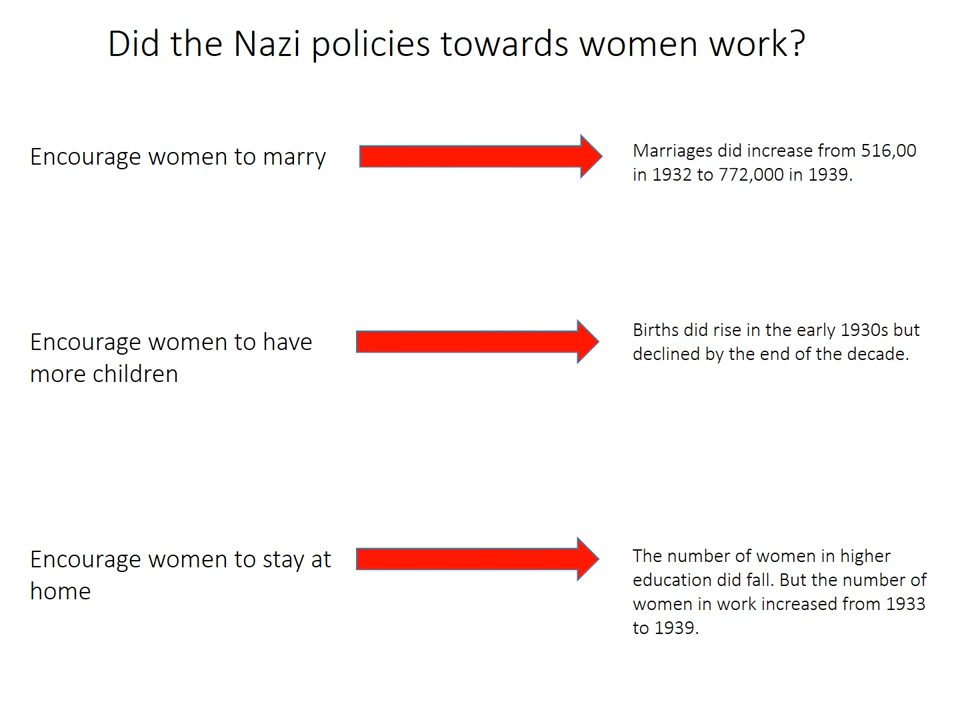 Did the Nazi policies towards women work?
Encourage women to marry
Marriages did increase from 516,00
in 1932 to 772,000 in 1939.
Encourage women to have
more children
Births did rise in the early 1930s but
declined by the end of the decade.
Encourage women to stay at
home
The number of women in higher
education did fall. But the number of
women in work increased from 1933
to 1939.